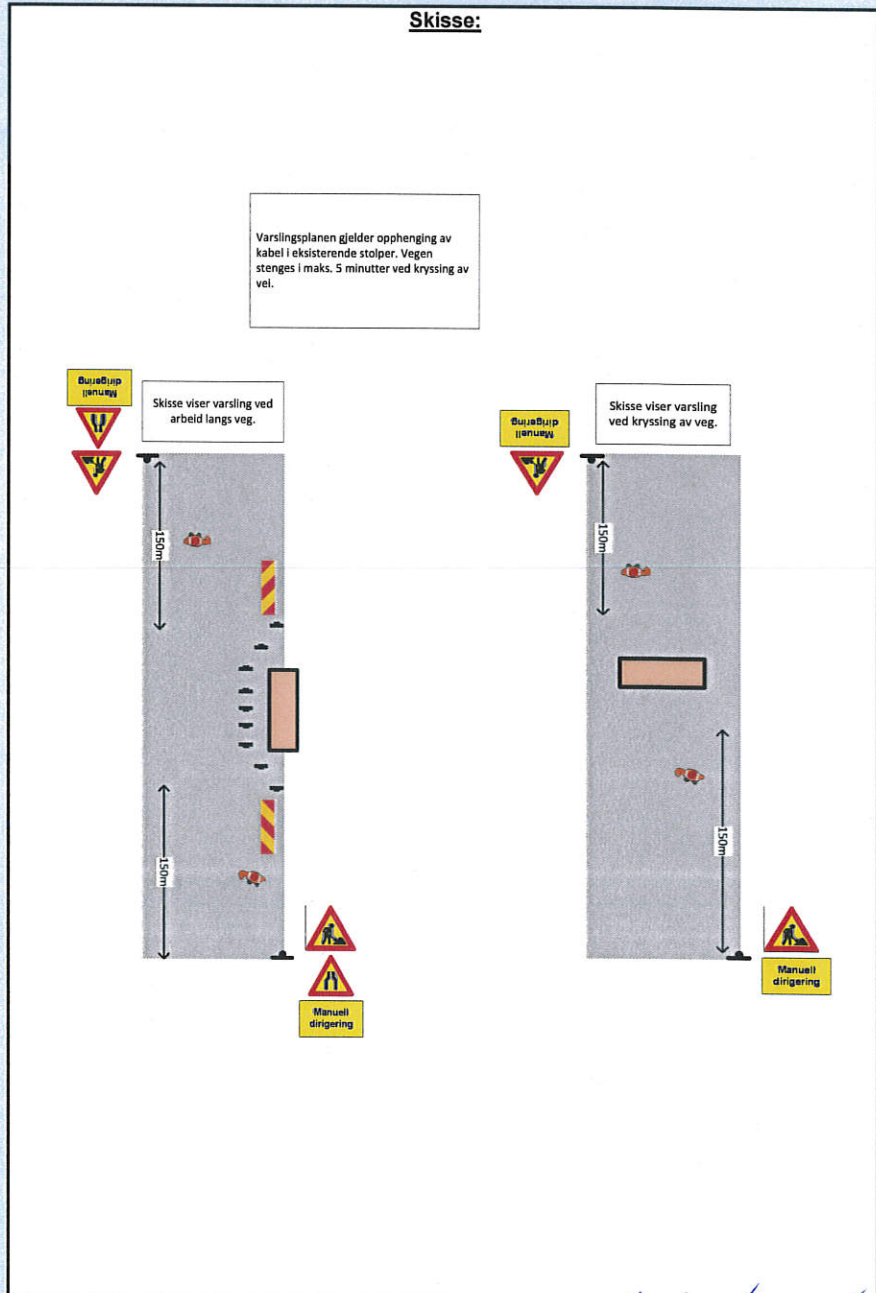 Skisse:
Varslingsplanen gjelder opphenging av
kabel i eksisterende stolper. Vegen
stenges i maks. 5 minutter ved kryssing av
vei.
Manuell
dirigering
Skisse viser varsling ved
arbeid langs veg.
150m
150m
Manuell
dirigering
Manuell
dirigering
Skisse viser varsling
ved kryssing av veg.
150m
150m
Manuell
dirigering